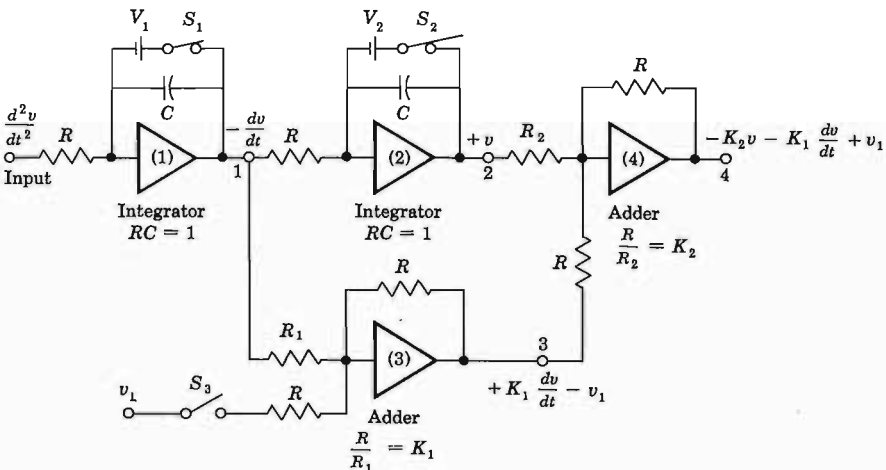 V₁ S₁
V₂ S₂
R
C
C
d²v/dt²
R
− dv/dt
R
+v
R₂
− K₂v − K₁ dv/dt + v₁
(1)
(2)
(4)
1
2
4
Input
Integrator
RC = 1
Integrator
RC = 1
Adder
R/R₂ = K₂
R
R
R₁
(3)
3
+ K₁ dv/dt − v₁
v₁
S₃
R
Adder
R/R₁ = K₁